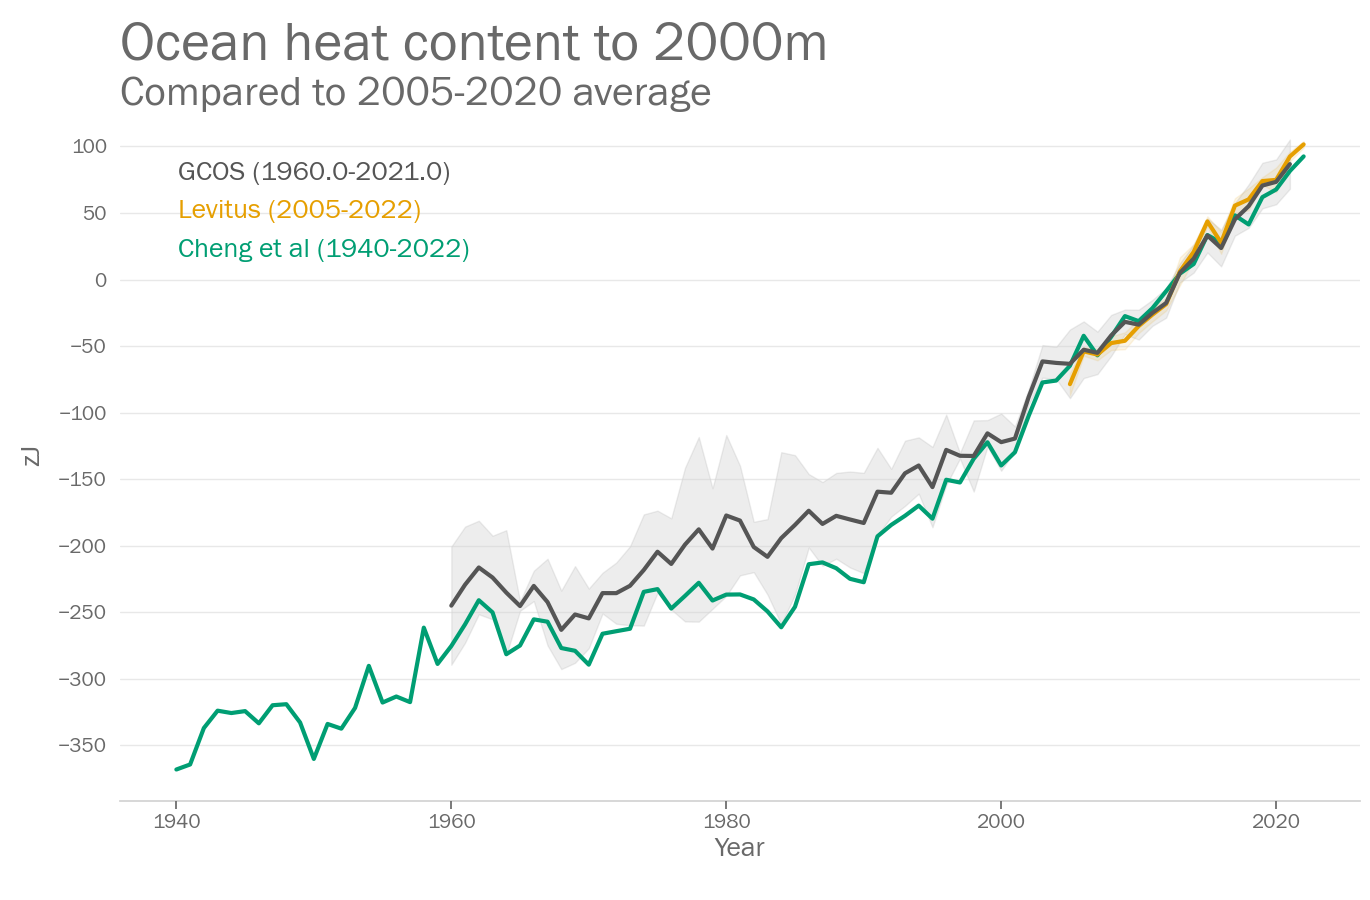 Ocean heat content to 2000m
Compared to 2005-2020 average
GCOS (1960.0-2021.0)
Levitus (2005-2022)
Cheng et al (1940-2022)
100
50
0
−50
−100
−150
−200
−250
−300
−350
zJ
1940
1960
1980
2000
2020
Year